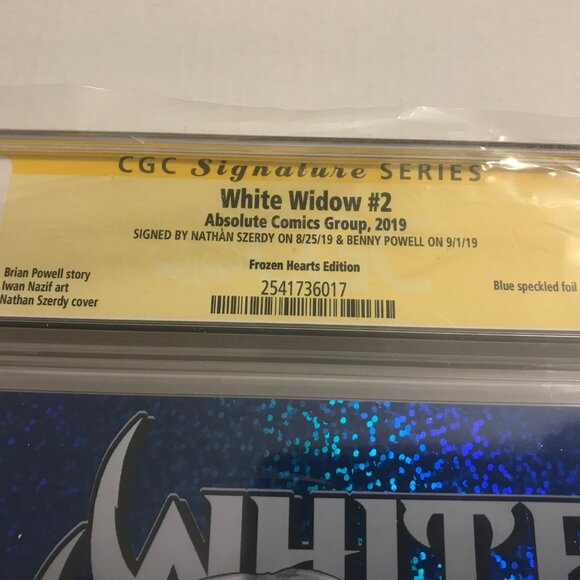 CGC Signature SERIES
White Widow #2
Absolute Comics Group, 2019
SIGNED BY NATHAN SZERDY ON 8/25/19 & BENNY POWELL ON 9/1/19
Frozen Hearts Edition
Brian Powell story
Iwan Nazif art
Nathan Szerdy cover
Blue speckled foil
2541736017
WHITE